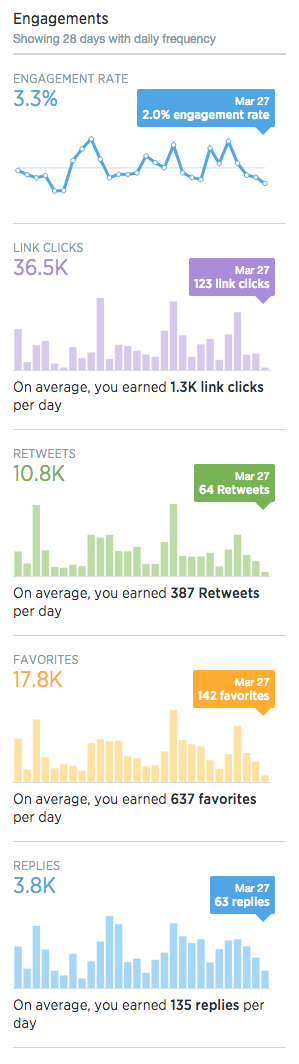 Engagements
Showing 28 days with daily frequency
ENGAGEMENT RATE
3.3%
Mar 27
2.0% engagement rate
LINK CLICKS
36.5K
Mar 27
123 link clicks
On average, you earned 1.3K link clicks
per day
RETWEETS
10.8K
Mar 27
64 Retweets
On average, you earned 387 Retweets
per day
FAVORITES
17.8K
Mar 27
142 favorites
On average, you earned 637 favorites
per day
REPLIES
3.8K
Mar 27
63 replies
On average, you earned 135 replies per
day